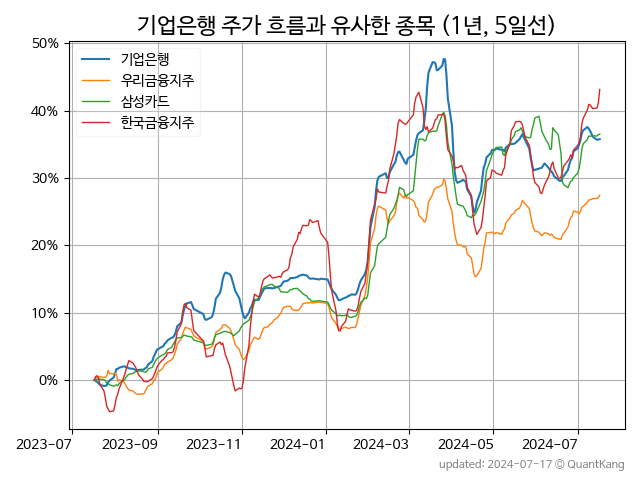 기업은행 주가 흐름과 유사한 종목 (1년, 5일선)
기업은행
우리금융지주
삼성카드
한국금융지주
50%
40%
30%
20%
10%
0%
2023-07 2023-09 2023-11 2024-01 2024-03 2024-05 2024-07
updated: 2024-07-17 © QuantKang